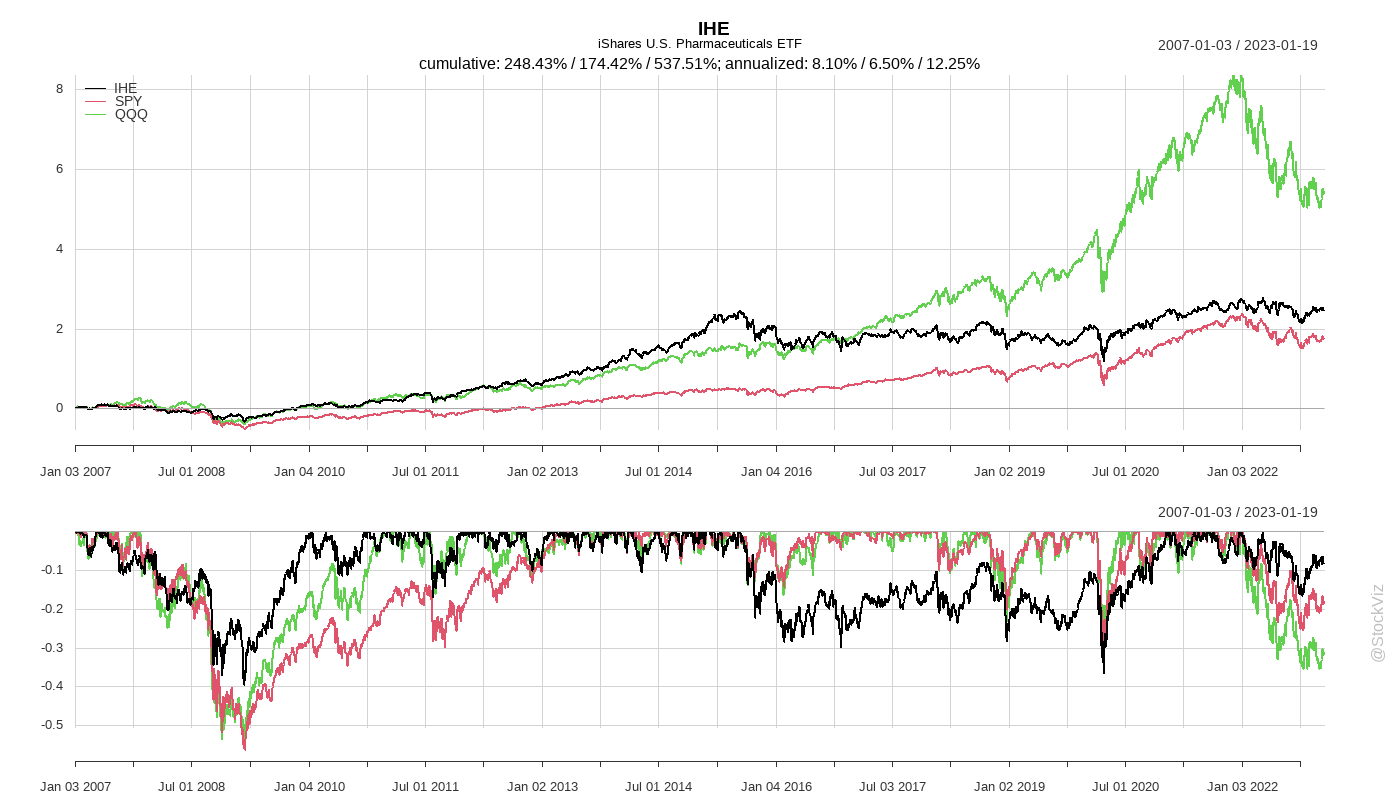 IHE
iShares U.S. Pharmaceuticals ETF
2007-01-03 / 2023-01-19
cumulative: 248.43% / 174.42% / 537.51%; annualized: 8.10% / 6.50% / 12.25%
IHE
SPY
QQQ
8
6
4
2
0
Jan 03 2007 Jul 01 2008 Jan 04 2010 Jul 01 2011 Jan 02 2013 Jul 01 2014 Jan 04 2016 Jul 03 2017 Jan 02 2019 Jul 01 2020 Jan 03 2022
2007-01-03 / 2023-01-19
-0.1
-0.2
-0.3
-0.4
-0.5
Jan 03 2007 Jul 01 2008 Jan 04 2010 Jul 01 2011 Jan 02 2013 Jul 01 2014 Jan 04 2016 Jul 03 2017 Jan 02 2019 Jul 01 2020 Jan 03 2022
@StockViz